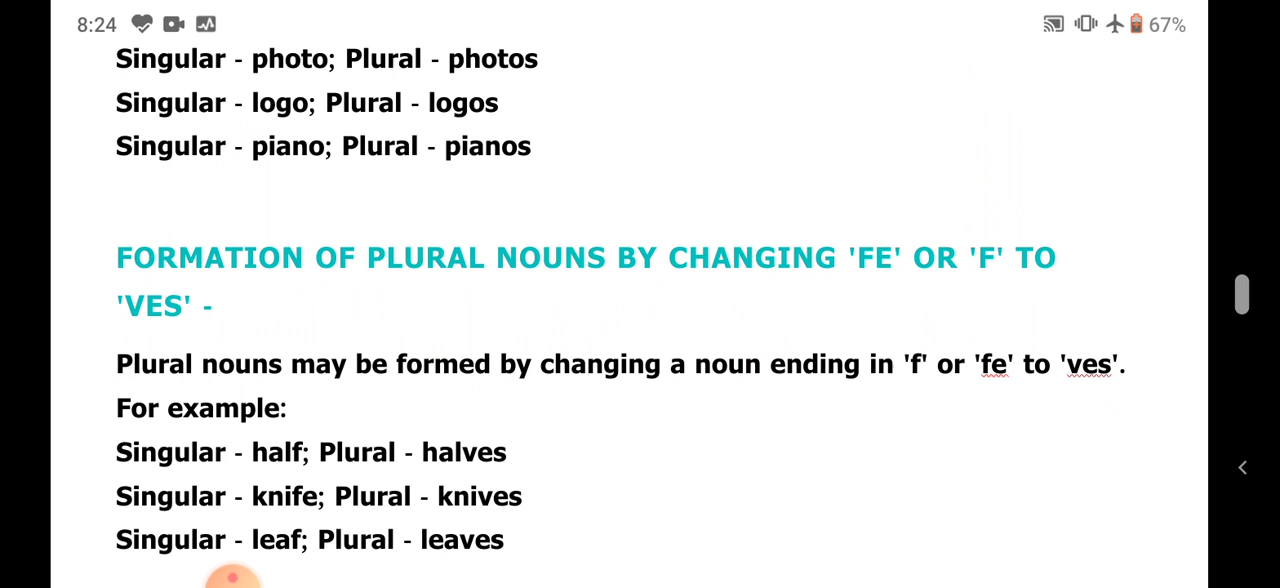 8:24 67%
Singular - photo; Plural - photos
Singular - logo; Plural - logos
Singular - piano; Plural - pianos
FORMATION OF PLURAL NOUNS BY CHANGING 'FE' OR 'F' TO
'VES' -
Plural nouns may be formed by changing a noun ending in 'f' or 'fe' to 'ves'.
For example:
Singular - half; Plural - halves
Singular - knife; Plural - knives
Singular - leaf; Plural - leaves